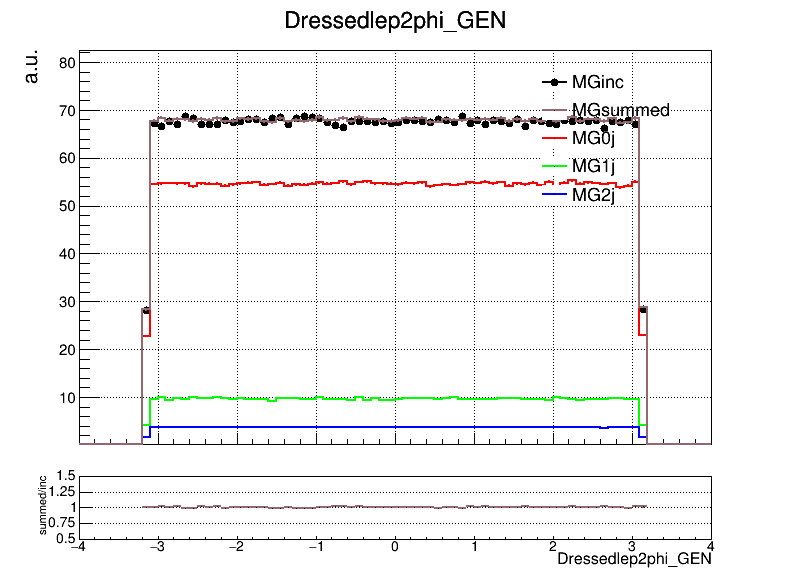 Dressedlep2phi_GEN
a.u.
80
70
60
50
40
30
20
10
MGinc
MGsummed
MG0j
MG1j
MG2j
summed/inc
1.5
1.25
1
0.75
0.5
−4 −3 −2 −1 0 1 2 3 4
Dressedlep2phi_GEN